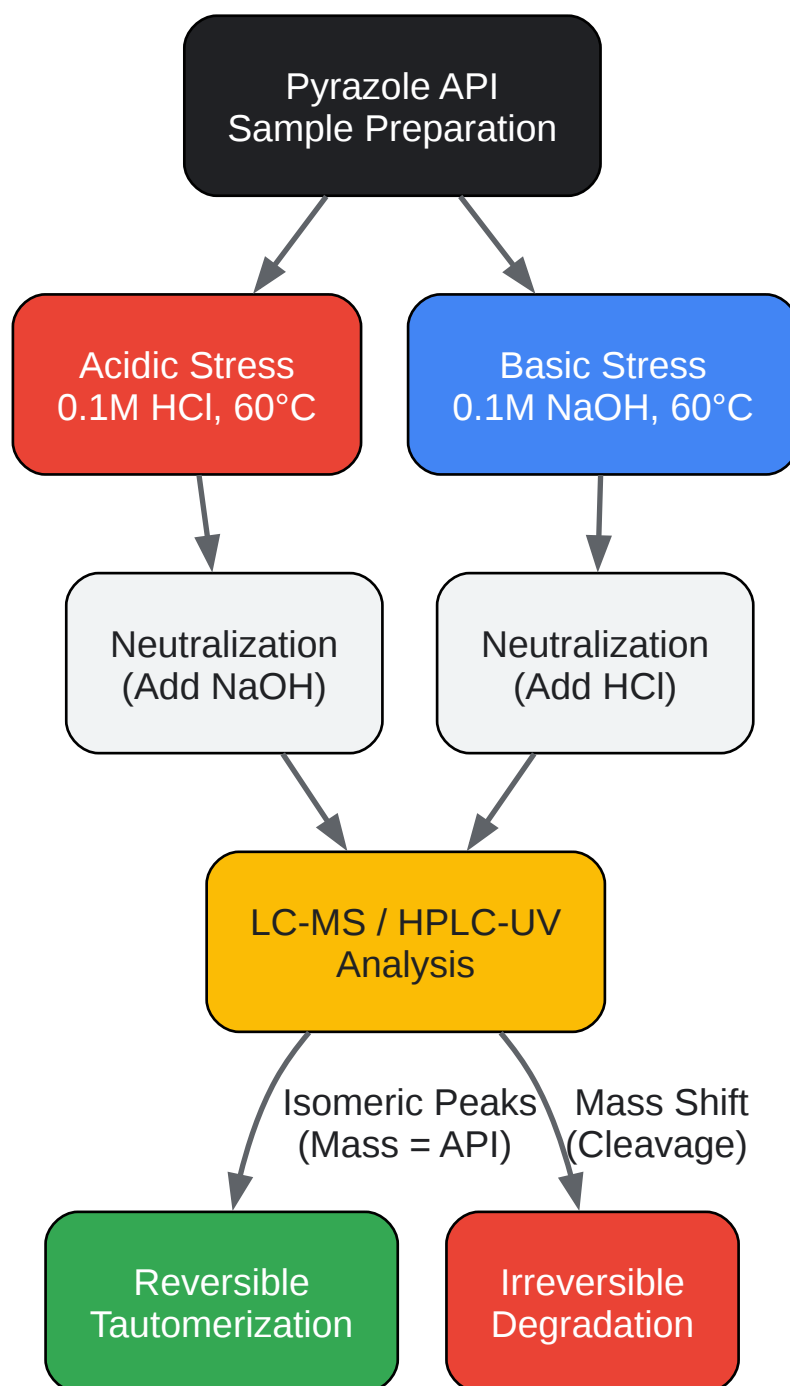 Pyrazole API
Sample Preparation
Acidic Stress
0.1M HCl, 60°C
Basic Stress
0.1M NaOH, 60°C
Neutralization
(Add NaOH)
Neutralization
(Add HCl)
LC-MS / HPLC-UV
Analysis
Isomeric Peaks
(Mass = API)
Mass Shift
(Cleavage)
Reversible
Tautomerization
Irreversible
Degradation